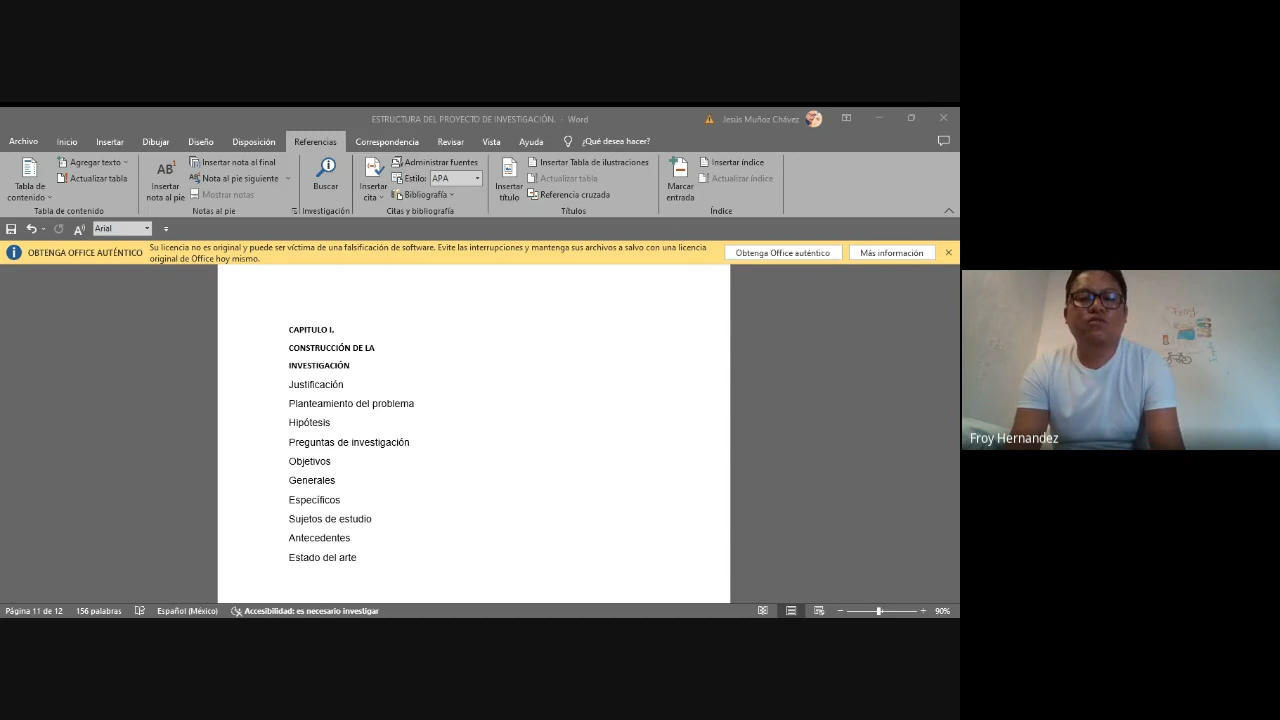 ESTRUCTURA DEL PROYECTO DE INVESTIGACIÓN. - Word
Jesús Muñoz Chávez
Archivo Inicio Insertar Dibujar Diseño Disposición Referencias Correspondencia Revisar Vista Ayuda ¿Qué desea hacer?
Tabla de contenido
Agregar texto
Actualizar tabla
Tabla de contenido
AB1
Insertar nota al pie
Insertar nota al final
Nota al pie siguiente
Mostrar notas
Notas al pie
Buscar
Investigación
Insertar cita
Administrar fuentes
Estilo: APA
Bibliografía
Citas y bibliografía
Insertar título
Insertar Tabla de ilustraciones
Actualizar tabla
Referencia cruzada
Títulos
Marcar entrada
Insertar índice
Actualizar índice
Índice
Arial
OBTENGA OFFICE AUTÉNTICO
Su licencia no es original y puede ser víctima de una falsificación de software. Evite las interrupciones y mantenga sus archivos a salvo con una licencia
original de Office hoy mismo.
Obtenga Office auténtico
Más información
CAPITULO I.
CONSTRUCCIÓN DE LA
INVESTIGACIÓN
Justificación
Planteamiento del problema
Hipótesis
Preguntas de investigación
Objetivos
Generales
Específicos
Sujetos de estudio
Antecedentes
Estado del arte
Página 11 de 12 156 palabras Español (México) Accesibilidad: es necesario investigar 90%
Froy Hernandez